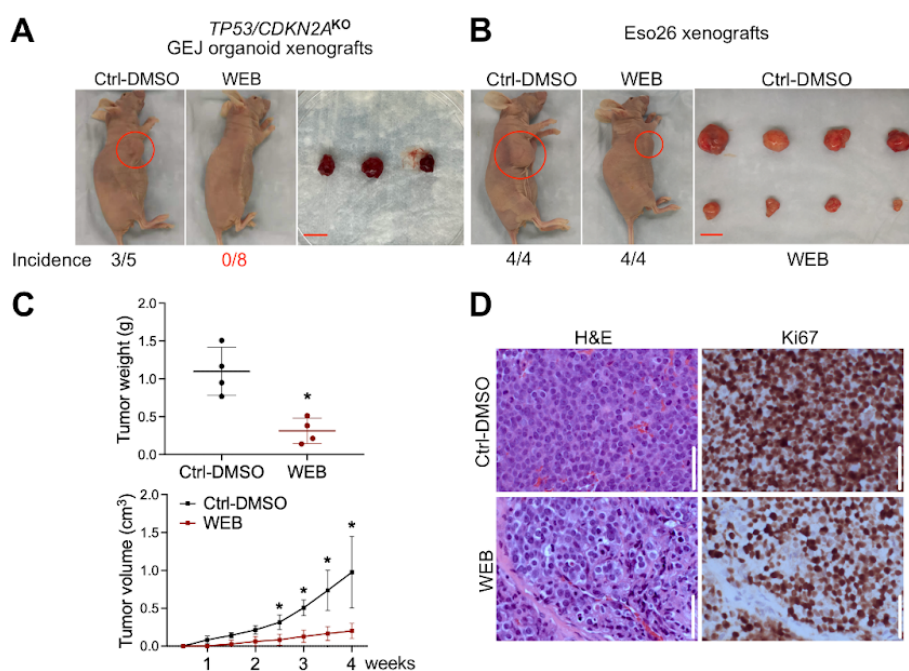 A
TP53/CDKN2AKO
GEJ organoid xenografts
Ctrl-DMSO WEB
Incidence 3/5 0/8
B
Eso26 xenografts
Ctrl-DMSO WEB Ctrl-DMSO
4/4 4/4 WEB
C
Tumor weight (g)
2.0
1.5
1.0
0.5
0.0
*
Ctrl-DMSO WEB
Tumor volume (cm3)
2.0
1.5
1.0
0.5
0.0
Ctrl-DMSO
WEB
* * * *
1 2 3 4 weeks
D
H&E Ki67
Ctrl-DMSO
WEB